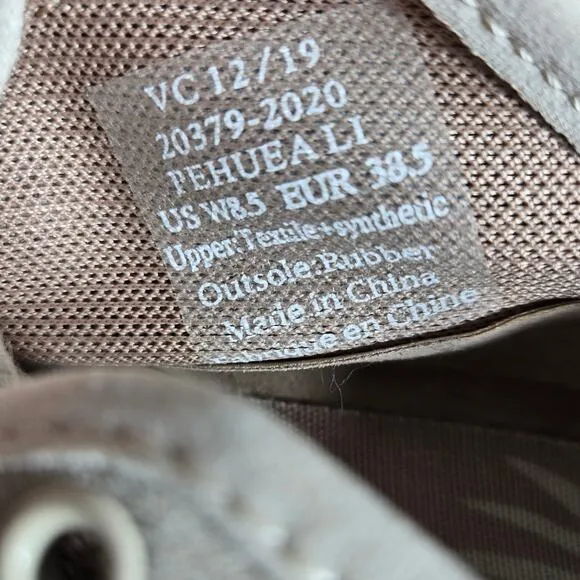 VC 12/19
20379-2020
PEHUEA LI
US W8.5 EUR 38.5
Upper:Textile+synthetic
Outsole:Rubber
Made in China
en Chine